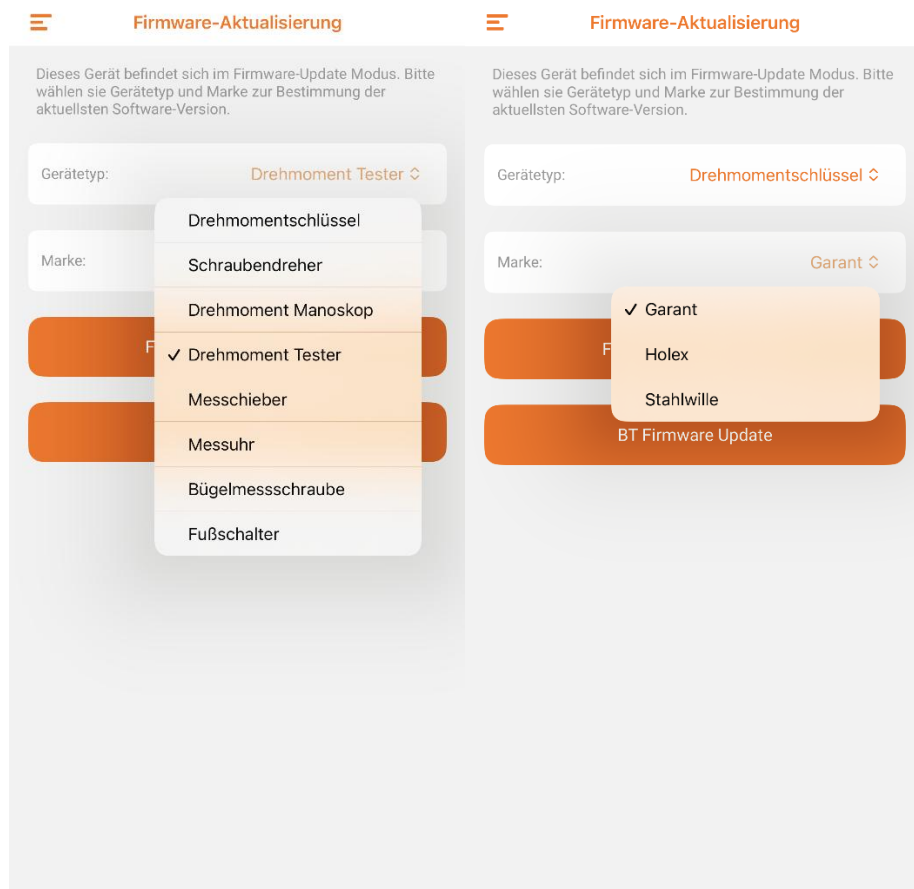 Firmware-Aktualisierung
Dieses Gerät befindet sich im Firmware-Update Modus. Bitte
wählen sie Gerätetyp und Marke zur Bestimmung der
aktuellsten Software-Version.
Gerätetyp:
Drehmoment Tester
Drehmomentschlüssel
Schraubendreher
Drehmoment Manoskop
Drehmoment Tester
Messchieber
Messuhr
Bügelmessschraube
Fußschalter
Marke:
F
Firmware-Aktualisierung
Dieses Gerät befindet sich im Firmware-Update Modus. Bitte
wählen sie Gerätetyp und Marke zur Bestimmung der
aktuellsten Software-Version.
Gerätetyp:
Drehmomentschlüssel
Marke:
Garant
Garant
Holex
Stahlwille
F
BT Firmware Update